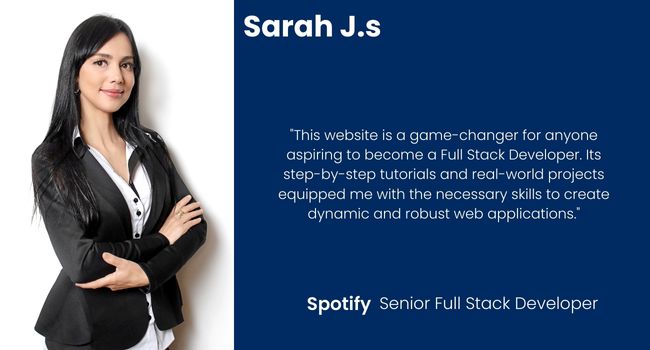 Sarah J.s
"This website is a game-changer for anyone
aspiring to become a Full Stack Developer. Its
step-by-step tutorials and real-world projects
equipped me with the necessary skills to create
dynamic and robust web applications."
Spotify Senior Full Stack Developer